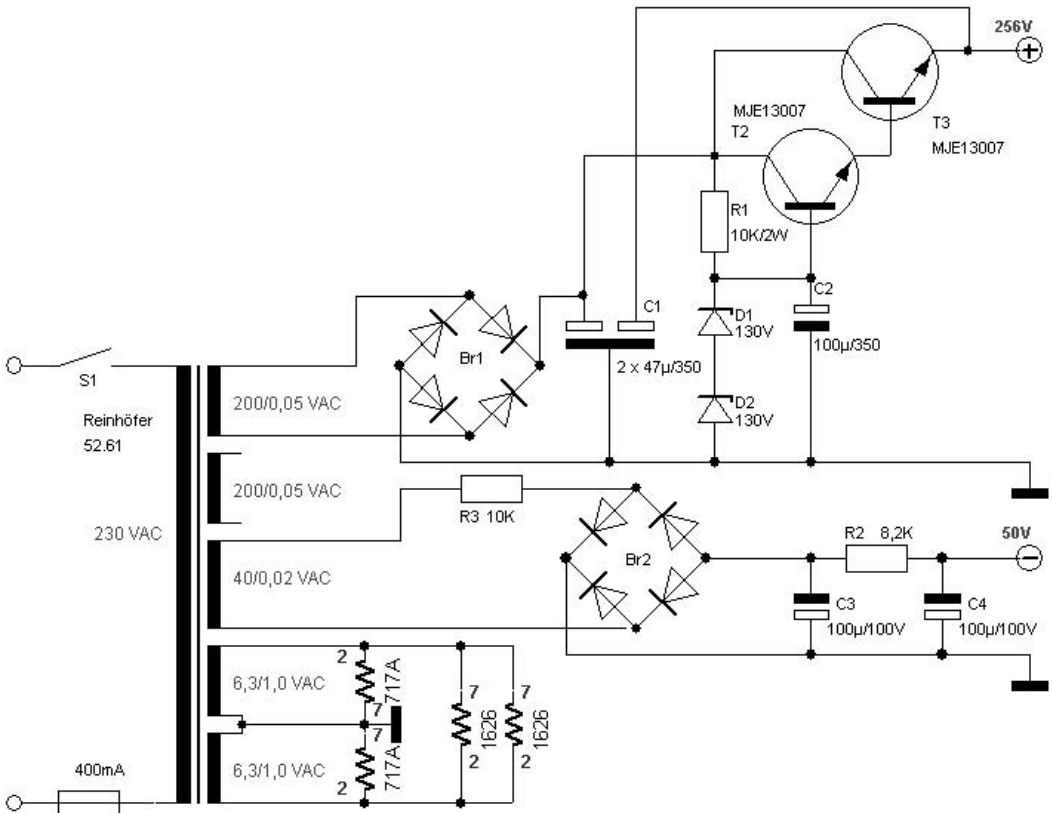 256V
MJE13007
T2
T3
MJE13007
R1
10K/2W
C1
C2
D1
130V
100µ/350
Br1
2 x 47µ/350
S1
D2
130V
200/0,05 VAC
Reinhöfer
52.61
200/0,05 VAC
R3 10K
230 VAC
R2 8,2K
50V
Br2
40/0,02 VAC
C3
C4
100µ/100V
100µ/100V
2
717A
6,3/1,0 VAC
7
7
7
1626
7
1626
717A
6,3/1,0 VAC
2
2
2
400mA